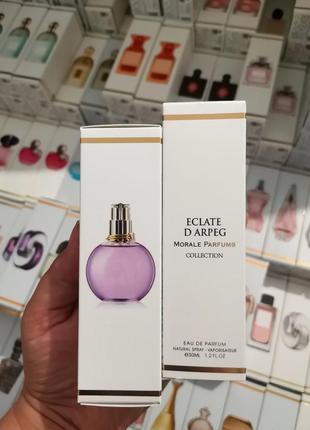 ECLATE
D ARPEG
MORALE PARFUMS
COLLECTION
EAU DE PARFUM
NATURAL SPRAY - VAPORISATEUR
℮30ML 1.2 FL.OZ